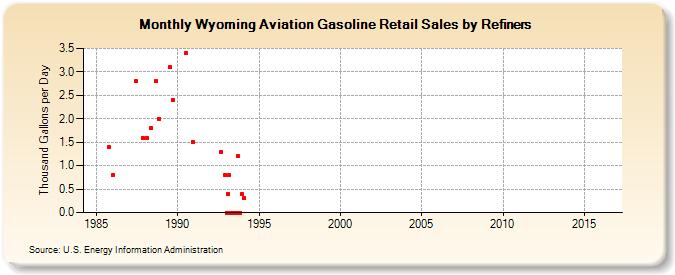 Monthly Wyoming Aviation Gasoline Retail Sales by Refiners
Thousand Gallons per Day
3.5
3.0
2.5
2.0
1.5
1.0
0.5
0.0
1985 1990 1995 2000 2005 2010 2015
Source: U.S. Energy Information Administration